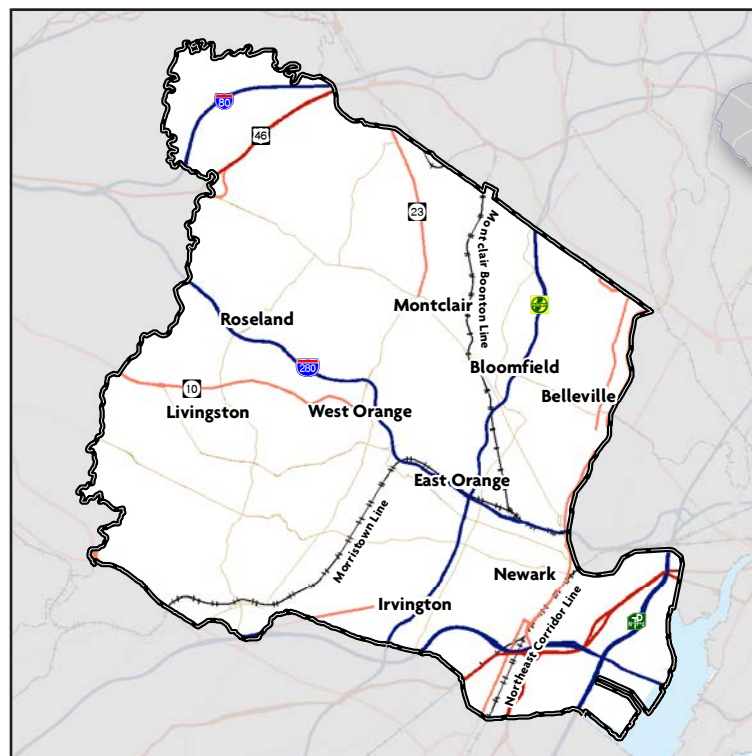 80
46
23
Montclair Boonton Line
Montclair
Roseland
280
Bloomfield
10
Belleville
Livingston
West Orange
East Orange
Morristown Line
Newark
Irvington
Northeast Corridor Line